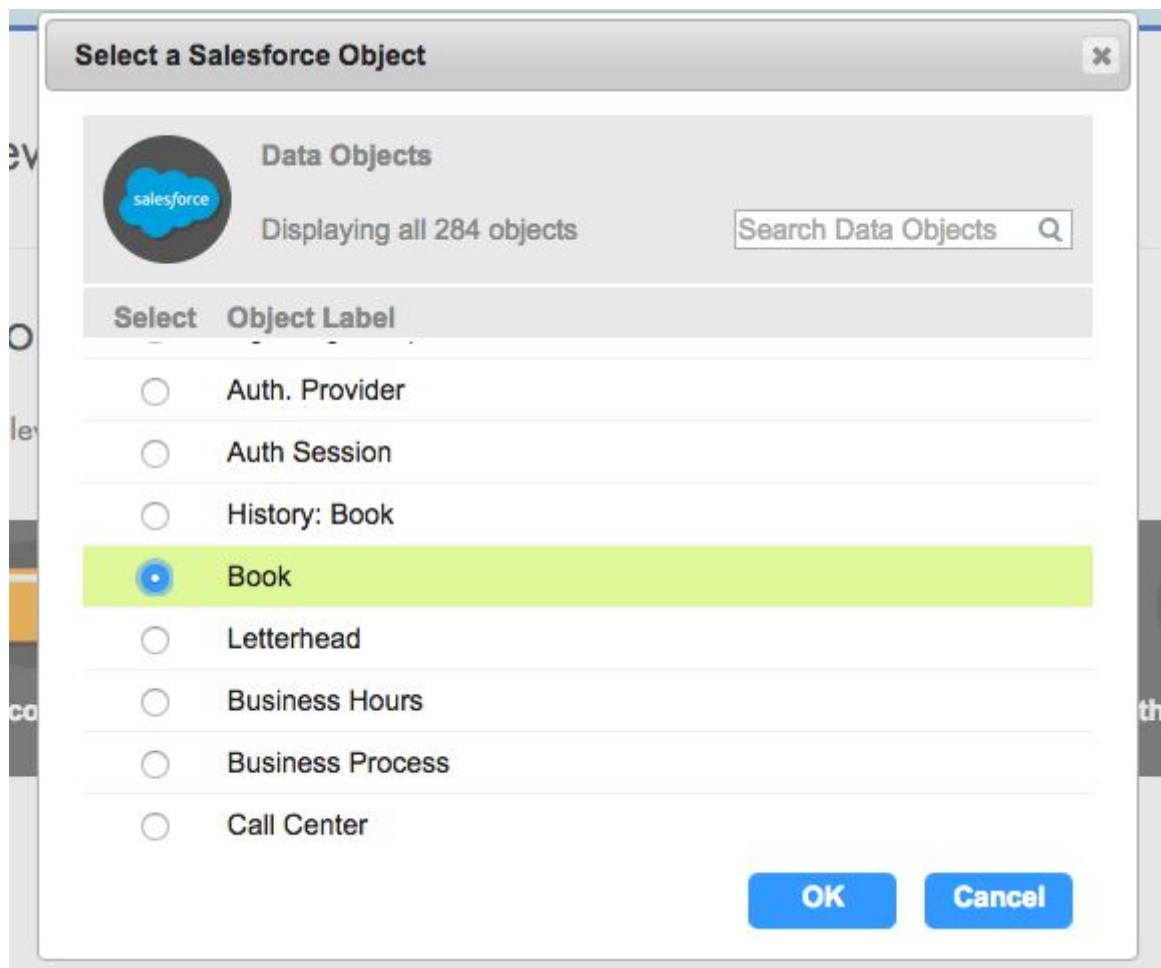 Select a Salesforce Object
salesforce
Data Objects
Displaying all 284 objects
Search Data Objects
Select Object Label
Auth. Provider
Auth Session
History: Book
Book
Letterhead
Business Hours
Business Process
Call Center
OK Cancel